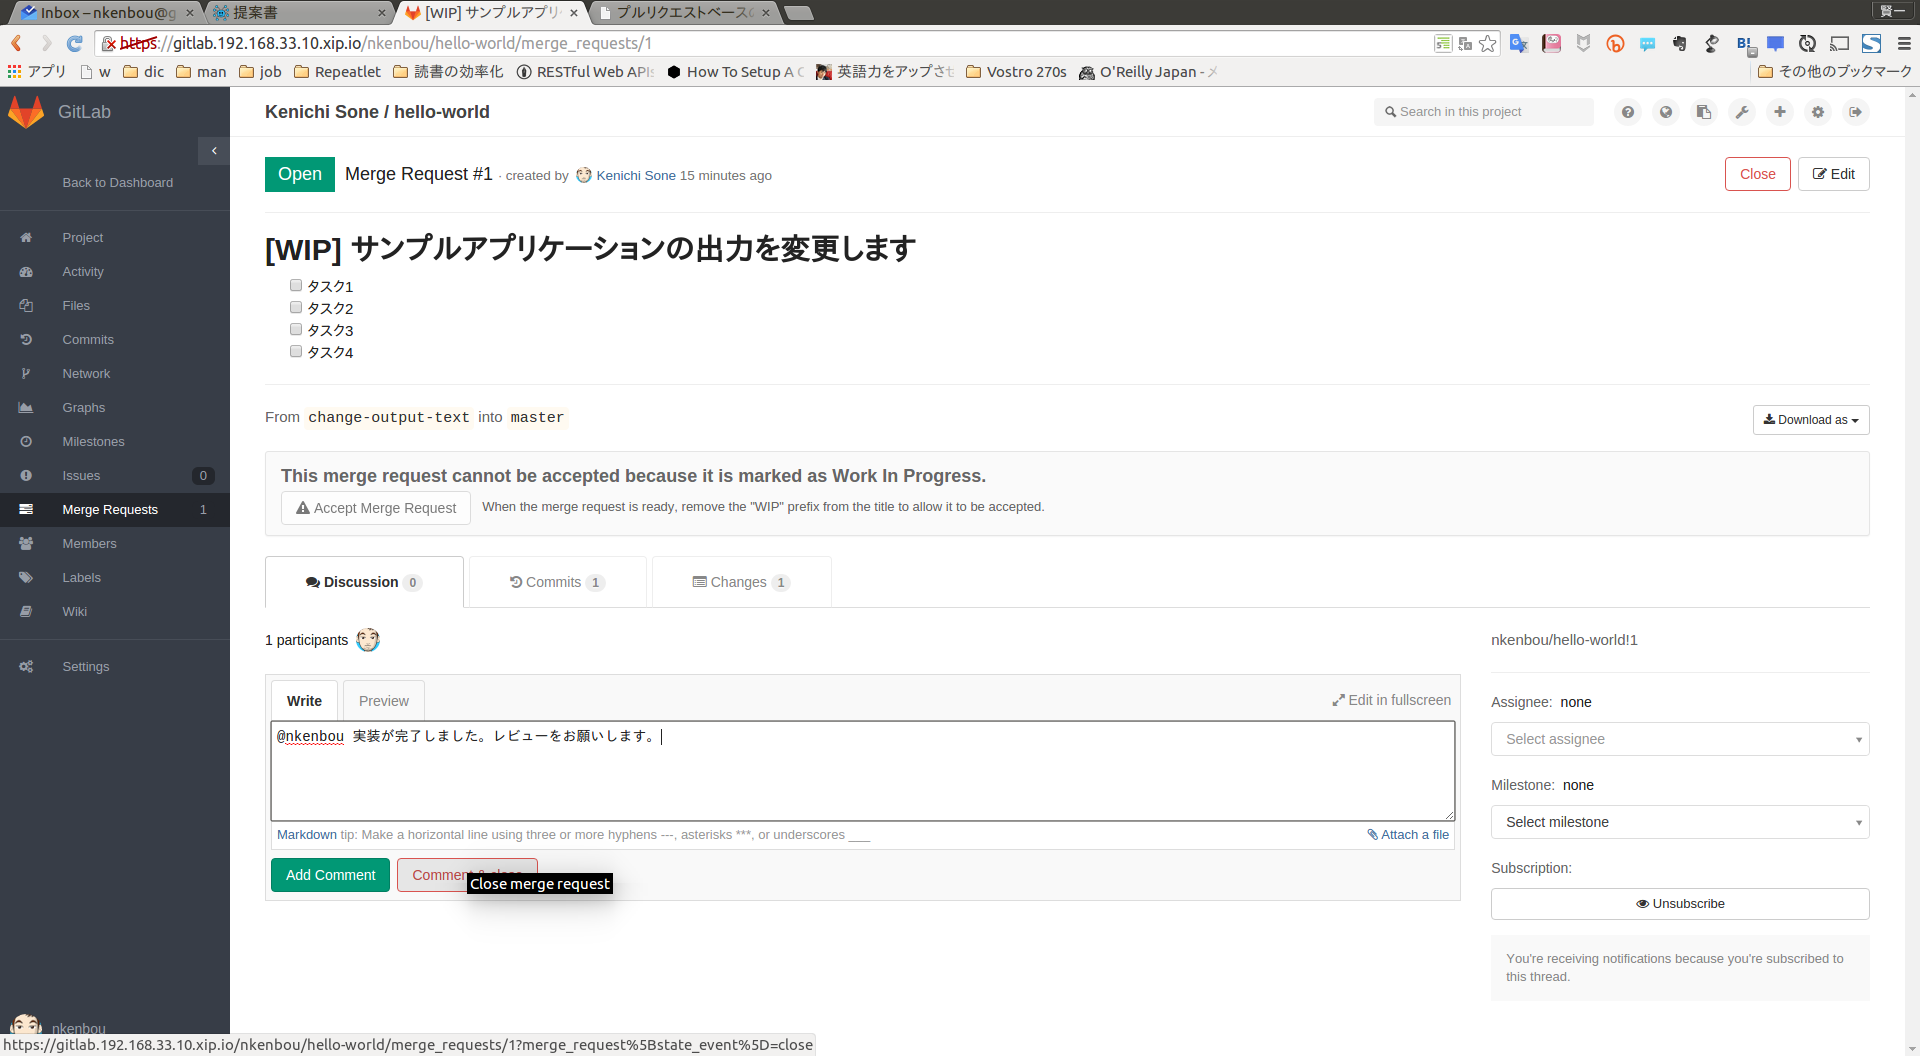 Inbox – nkenbou@g
提案書
[WIP] サンプルアプリ
プルリクエストベースの
賢一
https://gitlab.192.168.33.10.xip.io/nkenbou/hello-world/merge_requests/1
アプリ w dic man job Repeatlet 読書の効率化 RESTful Web APIs How To Setup A C 英語力をアップさせ Vostro 270s O'Reilly Japan - メ その他のブックマーク
GitLab
Kenichi Sone / hello-world
Search in this project
Back to Dashboard
Project
Activity
Files
Commits
Network
Graphs
Milestones
Issues 0
Merge Requests 1
Members
Labels
Wiki
Settings
nkenbou
Open Merge Request #1 · created by Kenichi Sone 15 minutes ago
Close Edit
[WIP] サンプルアプリケーションの出力を変更します
タスク1
タスク2
タスク3
タスク4
From change-output-text into master
Download as
This merge request cannot be accepted because it is marked as Work In Progress.
Accept Merge Request When the merge request is ready, remove the "WIP" prefix from the title to allow it to be accepted.
Discussion 0 Commits 1 Changes 1
1 participants
Write Preview Edit in fullscreen
@nkenbou 実装が完了しました。レビューをお願いします。
Markdown tip: Make a horizontal line using three or more hyphens ---, asterisks ***, or underscores ___
Attach a file
Add Comment Comment & close
Close merge request
nkenbou/hello-world!1
Assignee: none
Select assignee
Milestone: none
Select milestone
Subscription:
Unsubscribe
You're receiving notifications because you're subscribed to
this thread.
https://gitlab.192.168.33.10.xip.io/nkenbou/hello-world/merge_requests/1?merge_request%5Bstate_event%5D=close